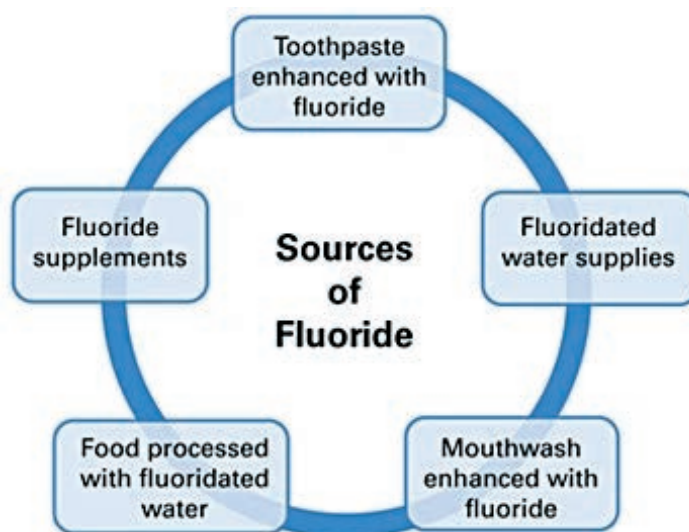 Toothpaste
enhanced with
fluoride
Fluoride
supplements
Sources
of
Fluoride
Fluoridated
water supplies
Food processed
with fluoridated
water
Mouthwash
enhanced with
fluoride